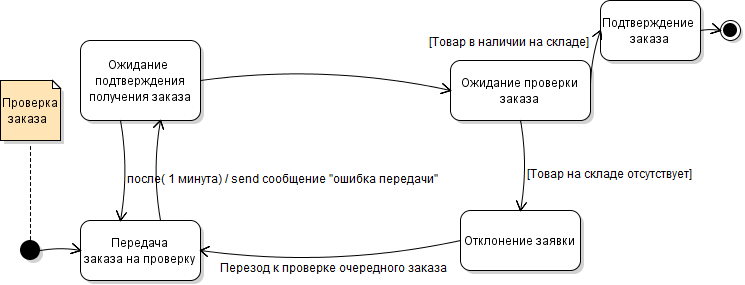 Подтверждение
заказа
[Товар в наличии на складе]
Ожидание
подтверждения
получения заказа
Ожидание проверки
заказа
Проверка
заказа
после( 1 минута) / send сообщение "ошибка передачи"
[Товар на складе отсутствует]
Передача
заказа на проверку
Отклонение заявки
Перезод к проверке очередного заказа